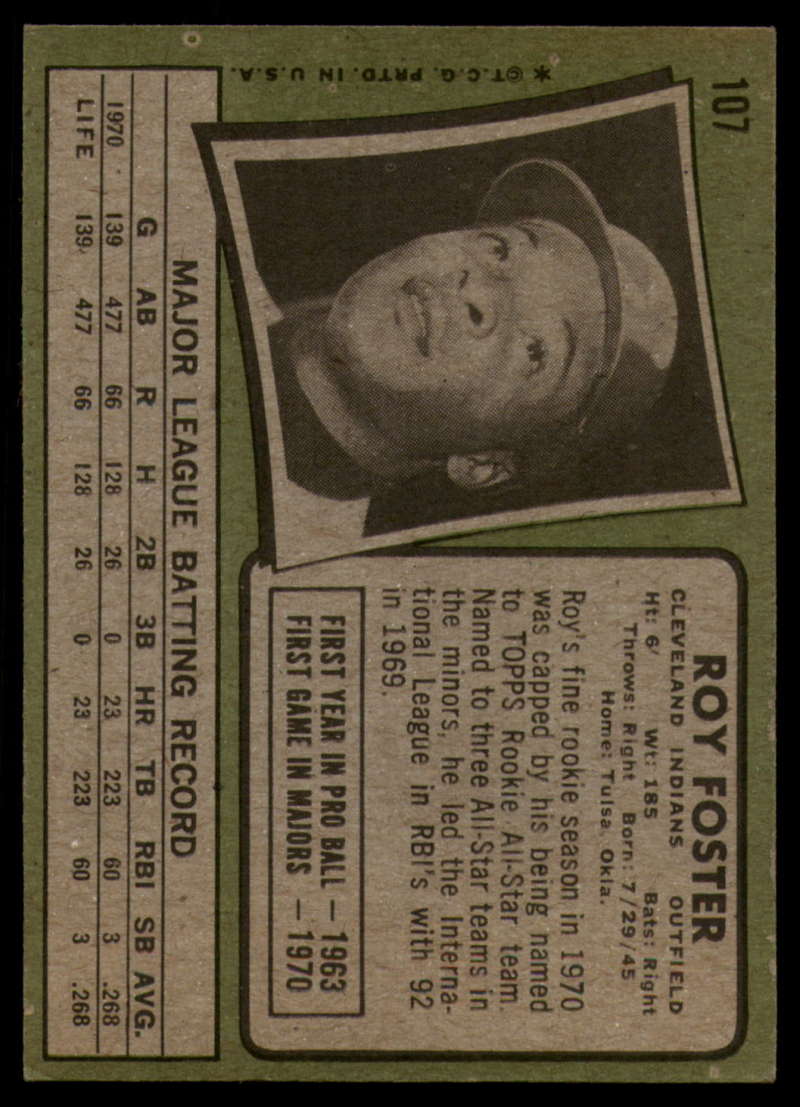 107
*©T.C.G. PRTD. IN U.S.A.
ROY FOSTER
CLEVELAND INDIANS OUTFIELD
Ht: 6' Wt: 185 Bats: Right
Throws: Right Born: 7/29/45
Home: Tulsa, Okla.
Roy's fine rookie season in 1970
was capped by his being named
to TOPPS Rookie All-Star team.
Named to three All-Star teams in
the minors, he led the Interna-
tional League in RBI's with 92
in 1969.
FIRST YEAR IN PRO BALL — 1963
FIRST GAME IN MAJORS — 1970
MAJOR LEAGUE BATTING RECORD
G AB R H 2B 3B HR TB RBI SB AVG.
1970 139 477 66 128 26 0 23 223 60 3 .268
LIFE 139 477 66 128 26 0 23 223 60 3 .268